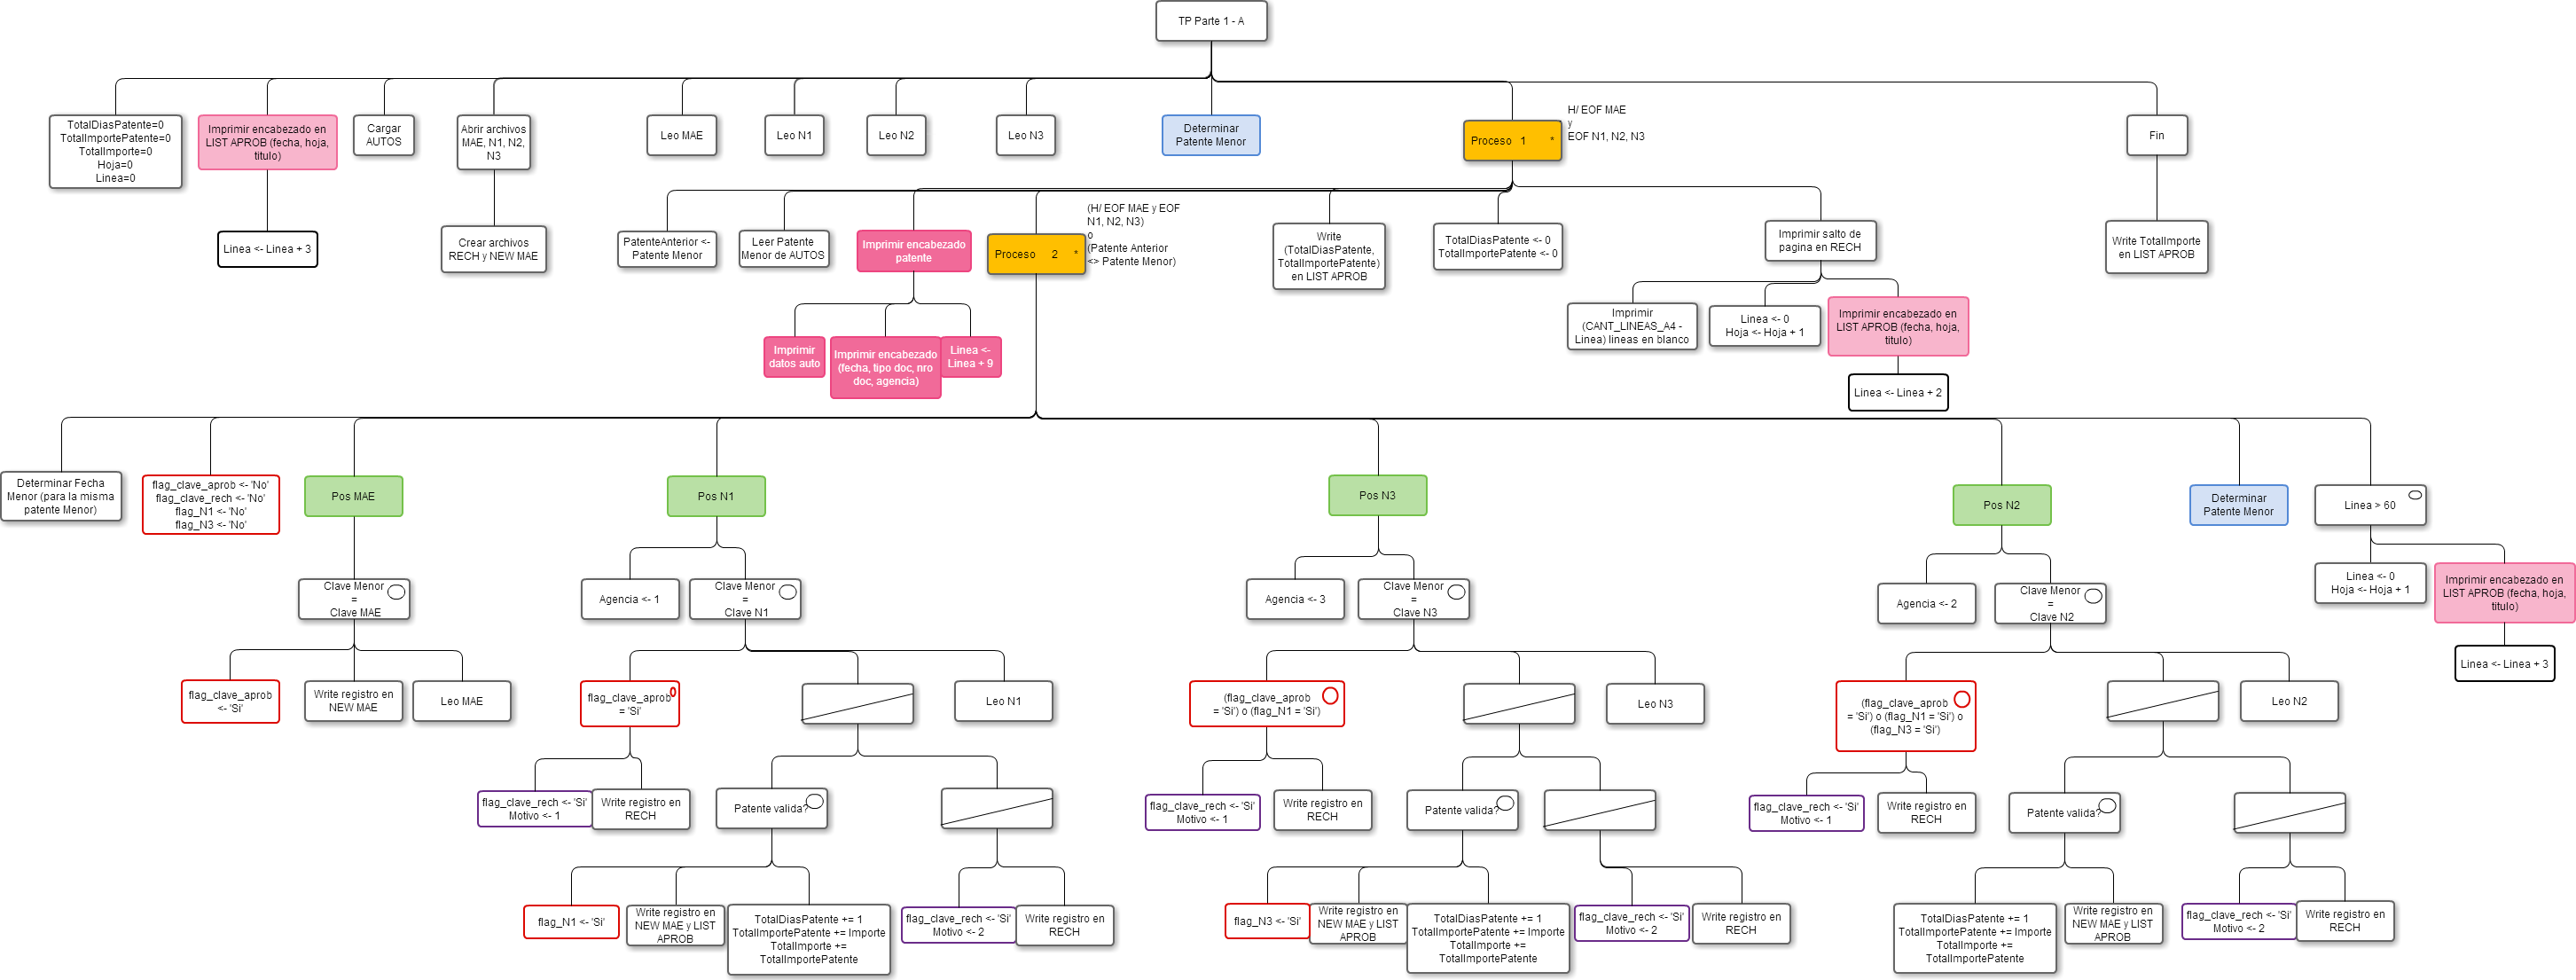 TP Parte 1 - A
TotalDiasPatente=0
TotalImportePatente=0
TotalImporte=0
Hoja=0
Linea=0
Imprimir encabezado en
LIST APROB (fecha, hoja,
titulo)
Cargar
AUTOS
Abrir archivos
MAE, N1, N2,
N3
Leo MAE
Leo N1
Leo N2
Leo N3
Determinar
Patente Menor
Proceso 1 *
H/ EOF MAE
y
EOF N1, N2, N3
Fin
Linea <- Linea + 3
Crear archivos
RECH y NEW MAE
PatenteAnterior <-
Patente Menor
Leer Patente
Menor de AUTOS
Imprimir encabezado
patente
Proceso 2 *
(H/ EOF MAE y EOF
N1, N2, N3)
o
(Patente Anterior
<> Patente Menor)
Write
(TotalDiasPatente,
TotalImportePatente)
en LIST APROB
TotalDiasPatente <- 0
TotalImportePatente <- 0
Imprimir salto de
pagina en RECH
Write TotalImporte
en LIST APROB
Imprimir
datos auto
Imprimir encabezado
(fecha, tipo doc, nro
doc, agencia)
Linea <-
Linea + 9
Imprimir
(CANT_LINEAS_A4 -
Linea) lineas en blanco
Linea <- 0
Hoja <- Hoja + 1
Imprimir encabezado en
LIST APROB (fecha, hoja,
titulo)
Linea <- Linea + 2
Determinar Fecha
Menor (para la misma
patente Menor)
flag_clave_aprob <- 'No'
flag_clave_rech <- 'No'
flag_N1 <- 'No'
flag_N3 <- 'No'
Pos MAE
Pos N1
Pos N3
Pos N2
Determinar
Patente Menor
Linea > 60
Clave Menor
=
Clave MAE
Agencia <- 1
Clave Menor
=
Clave N1
Agencia <- 3
Clave Menor
=
Clave N3
Agencia <- 2
Clave Menor
=
Clave N2
Linea <- 0
Hoja <- Hoja + 1
Imprimir encabezado en
LIST APROB (fecha, hoja,
titulo)
Linea <- Linea + 3
flag_clave_aprob
<- 'Si'
Write registro en
NEW MAE
Leo MAE
flag_clave_aprob
= 'Si'
Leo N1
(flag_clave_aprob
= 'Si') o (flag_N1 = 'Si')
Leo N3
(flag_clave_aprob
= 'Si') o (flag_N1 = 'Si') o
(flag_N3 = 'Si')
Leo N2
flag_clave_rech <- 'Si'
Motivo <- 1
Write registro en
RECH
Patente valida?
flag_clave_rech <- 'Si'
Motivo <- 1
Write registro en
RECH
Patente valida?
flag_clave_rech <- 'Si'
Motivo <- 1
Write registro en
RECH
Patente valida?
flag_N1 <- 'Si'
Write registro en
NEW MAE y LIST
APROB
TotalDiasPatente += 1
TotalImportePatente += Importe
TotalImporte +=
TotalImportePatente
flag_clave_rech <- 'Si'
Motivo <- 2
Write registro en
RECH
flag_N3 <- 'Si'
Write registro en
NEW MAE y LIST
APROB
TotalDiasPatente += 1
TotalImportePatente += Importe
TotalImporte +=
TotalImportePatente
flag_clave_rech <- 'Si'
Motivo <- 2
Write registro en
RECH
TotalDiasPatente += 1
TotalImportePatente += Importe
TotalImporte +=
TotalImportePatente
Write registro en
NEW MAE y LIST
APROB
flag_clave_rech <- 'Si'
Motivo <- 2
Write registro en
RECH